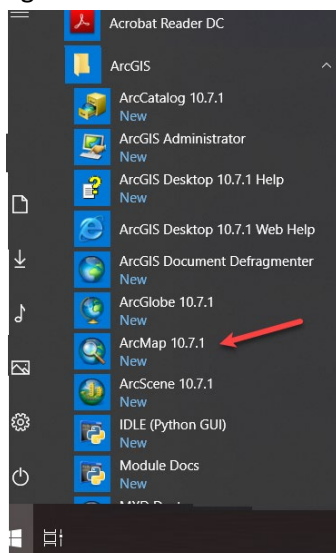 Acrobat Reader DC
ArcGIS
ArcCatalog 10.7.1
New
ArcGIS Administrator
New
ArcGIS Desktop 10.7.1 Help
New
ArcGIS Desktop 10.7.1 Web Help
ArcGIS Document Defragmenter
New
ArcGlobe 10.7.1
New
ArcMap 10.7.1
New
ArcScene 10.7.1
New
IDLE (Python GUI)
New
Module Docs
New